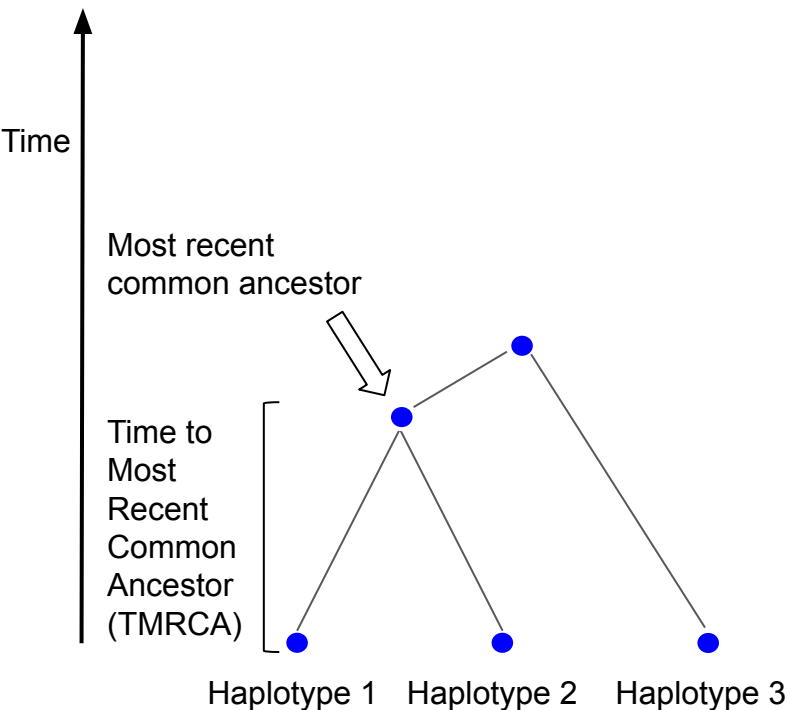 Time
Most recent
common ancestor
Time to
Most
Recent
Common
Ancestor
(TMRCA)
Haplotype 1
Haplotype 2
Haplotype 3